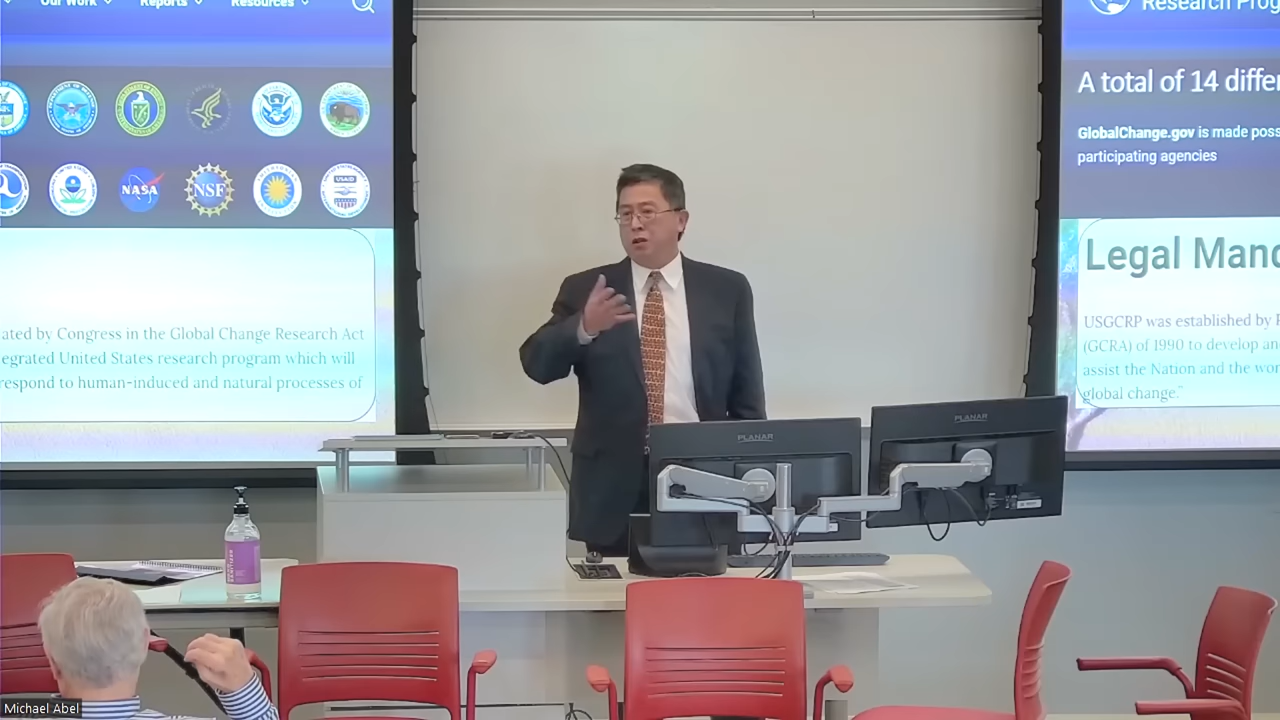 Our Work
Reports
Resources
NASA
NSF
USAID
ated by Congress in the Global Change Research Act
egrated United States research program which will
respond to human-induced and natural processes of
Research Prog
A total of 14 differ
GlobalChange.gov is made poss
participating agencies
Legal Mand
USGCRP was established by P
(GCRA) of 1990 to develop an
assist the Nation and the wor
global change."
PLANAR
PLANAR
Michael Abel